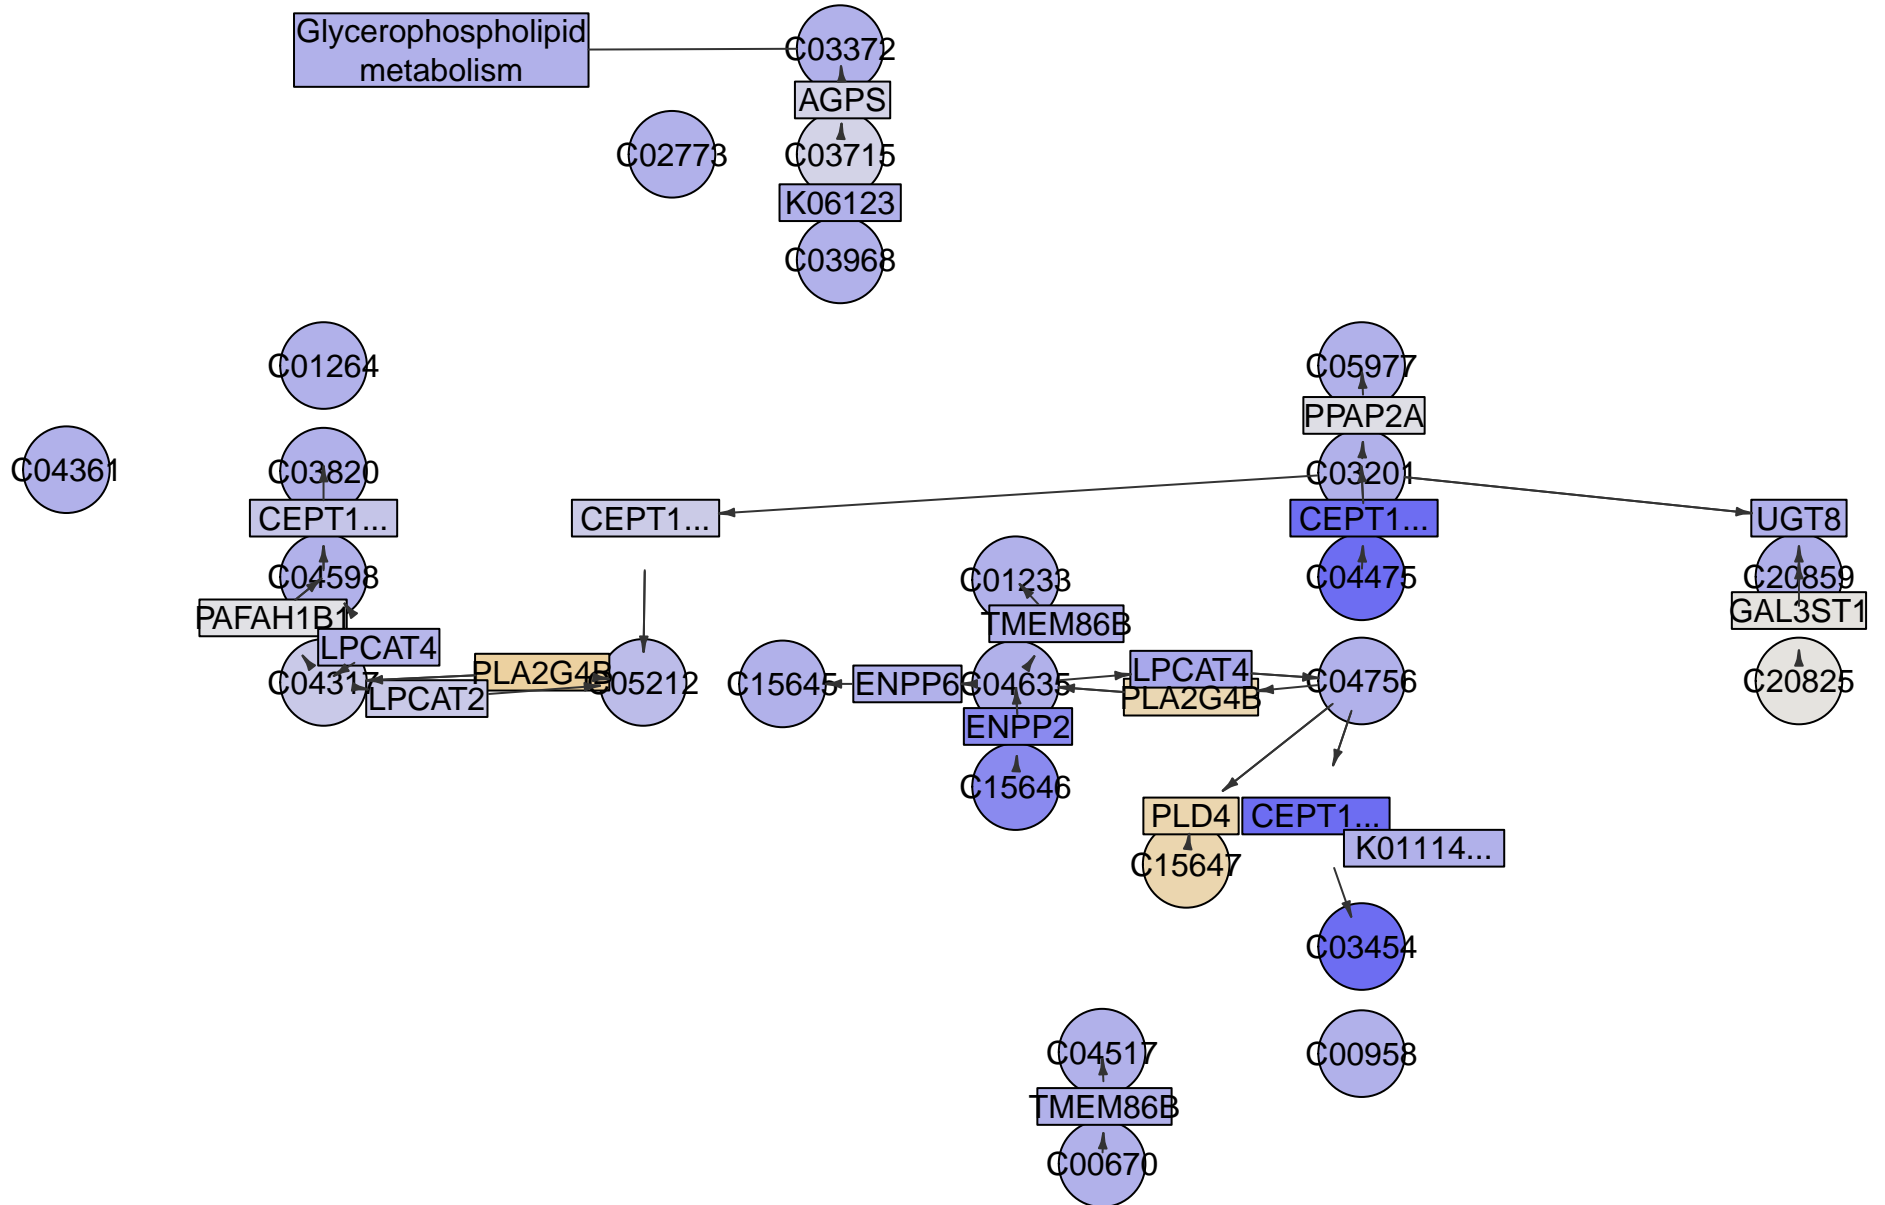 Glycerophospholipid
metabolism
C03372
AGPS
C02773
C03715
K06123
C03968
C01264
C05977
PPAP2A
C04361
C03820
C03201
CEPT1...
CEPT1...
CEPT1...
UGT8
C04598
C01233
C04475
C20859
PAFAH1B1
TMEM86B
GAL3ST1
LPCAT4
PLA2G4B
LPCAT4
C04317
LPCAT2
C05212
C15645
ENPP6
C04635
PLA2G4B
C04756
C20825
ENPP2
C15646
PLD4
CEPT1...
K01114...
C15647
C03454
C04517
C00958
TMEM86B
C00670